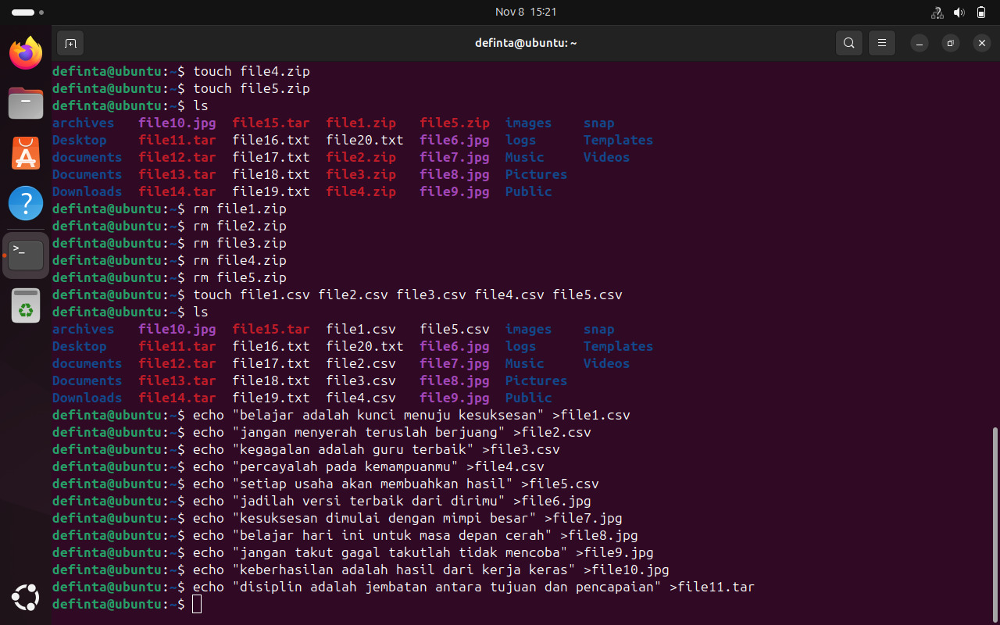 Nov 8 15:21
definta@ubuntu: ~
definta@ubuntu:~$ touch file4.zip
definta@ubuntu:~$ touch file5.zip
definta@ubuntu:~$ ls
archives file10.jpg file15.tar file1.zip file5.zip images snap
Desktop file11.tar file16.txt file20.txt file6.jpg logs Templates
documents file12.tar file17.txt file2.zip file7.jpg Music Videos
Documents file13.tar file18.txt file3.zip file8.jpg Pictures
Downloads file14.tar file19.txt file4.zip file9.jpg Public
definta@ubuntu:~$ rm file1.zip
definta@ubuntu:~$ rm file2.zip
definta@ubuntu:~$ rm file3.zip
definta@ubuntu:~$ rm file4.zip
definta@ubuntu:~$ rm file5.zip
definta@ubuntu:~$ touch file1.csv file2.csv file3.csv file4.csv file5.csv
definta@ubuntu:~$ ls
archives file10.jpg file15.tar file1.csv file5.csv images snap
Desktop file11.tar file16.txt file20.txt file6.jpg logs Templates
documents file12.tar file17.txt file2.csv file7.jpg Music Videos
Documents file13.tar file18.txt file3.csv file8.jpg Pictures
Downloads file14.tar file19.txt file4.csv file9.jpg Public
definta@ubuntu:~$ echo "belajar adalah kunci menuju kesuksesan" >file1.csv
definta@ubuntu:~$ echo "jangan menyerah teruslah berjuang" >file2.csv
definta@ubuntu:~$ echo "kegagalan adalah guru terbaik" >file3.csv
definta@ubuntu:~$ echo "percayalah pada kemampuanmu" >file4.csv
definta@ubuntu:~$ echo "setiap usaha akan membuahkan hasil" >file5.csv
definta@ubuntu:~$ echo "jadilah versi terbaik dari dirimu" >file6.jpg
definta@ubuntu:~$ echo "kesuksesan dimulai dengan mimpi besar" >file7.jpg
definta@ubuntu:~$ echo "belajar hari ini untuk masa depan cerah" >file8.jpg
definta@ubuntu:~$ echo "jangan takut gagal takutlah tidak mencoba" >file9.jpg
definta@ubuntu:~$ echo "keberhasilan adalah hasil dari kerja keras" >file10.jpg
definta@ubuntu:~$ echo "disiplin adalah jembatan antara tujuan dan pencapaian" >file11.tar
definta@ubuntu:~$